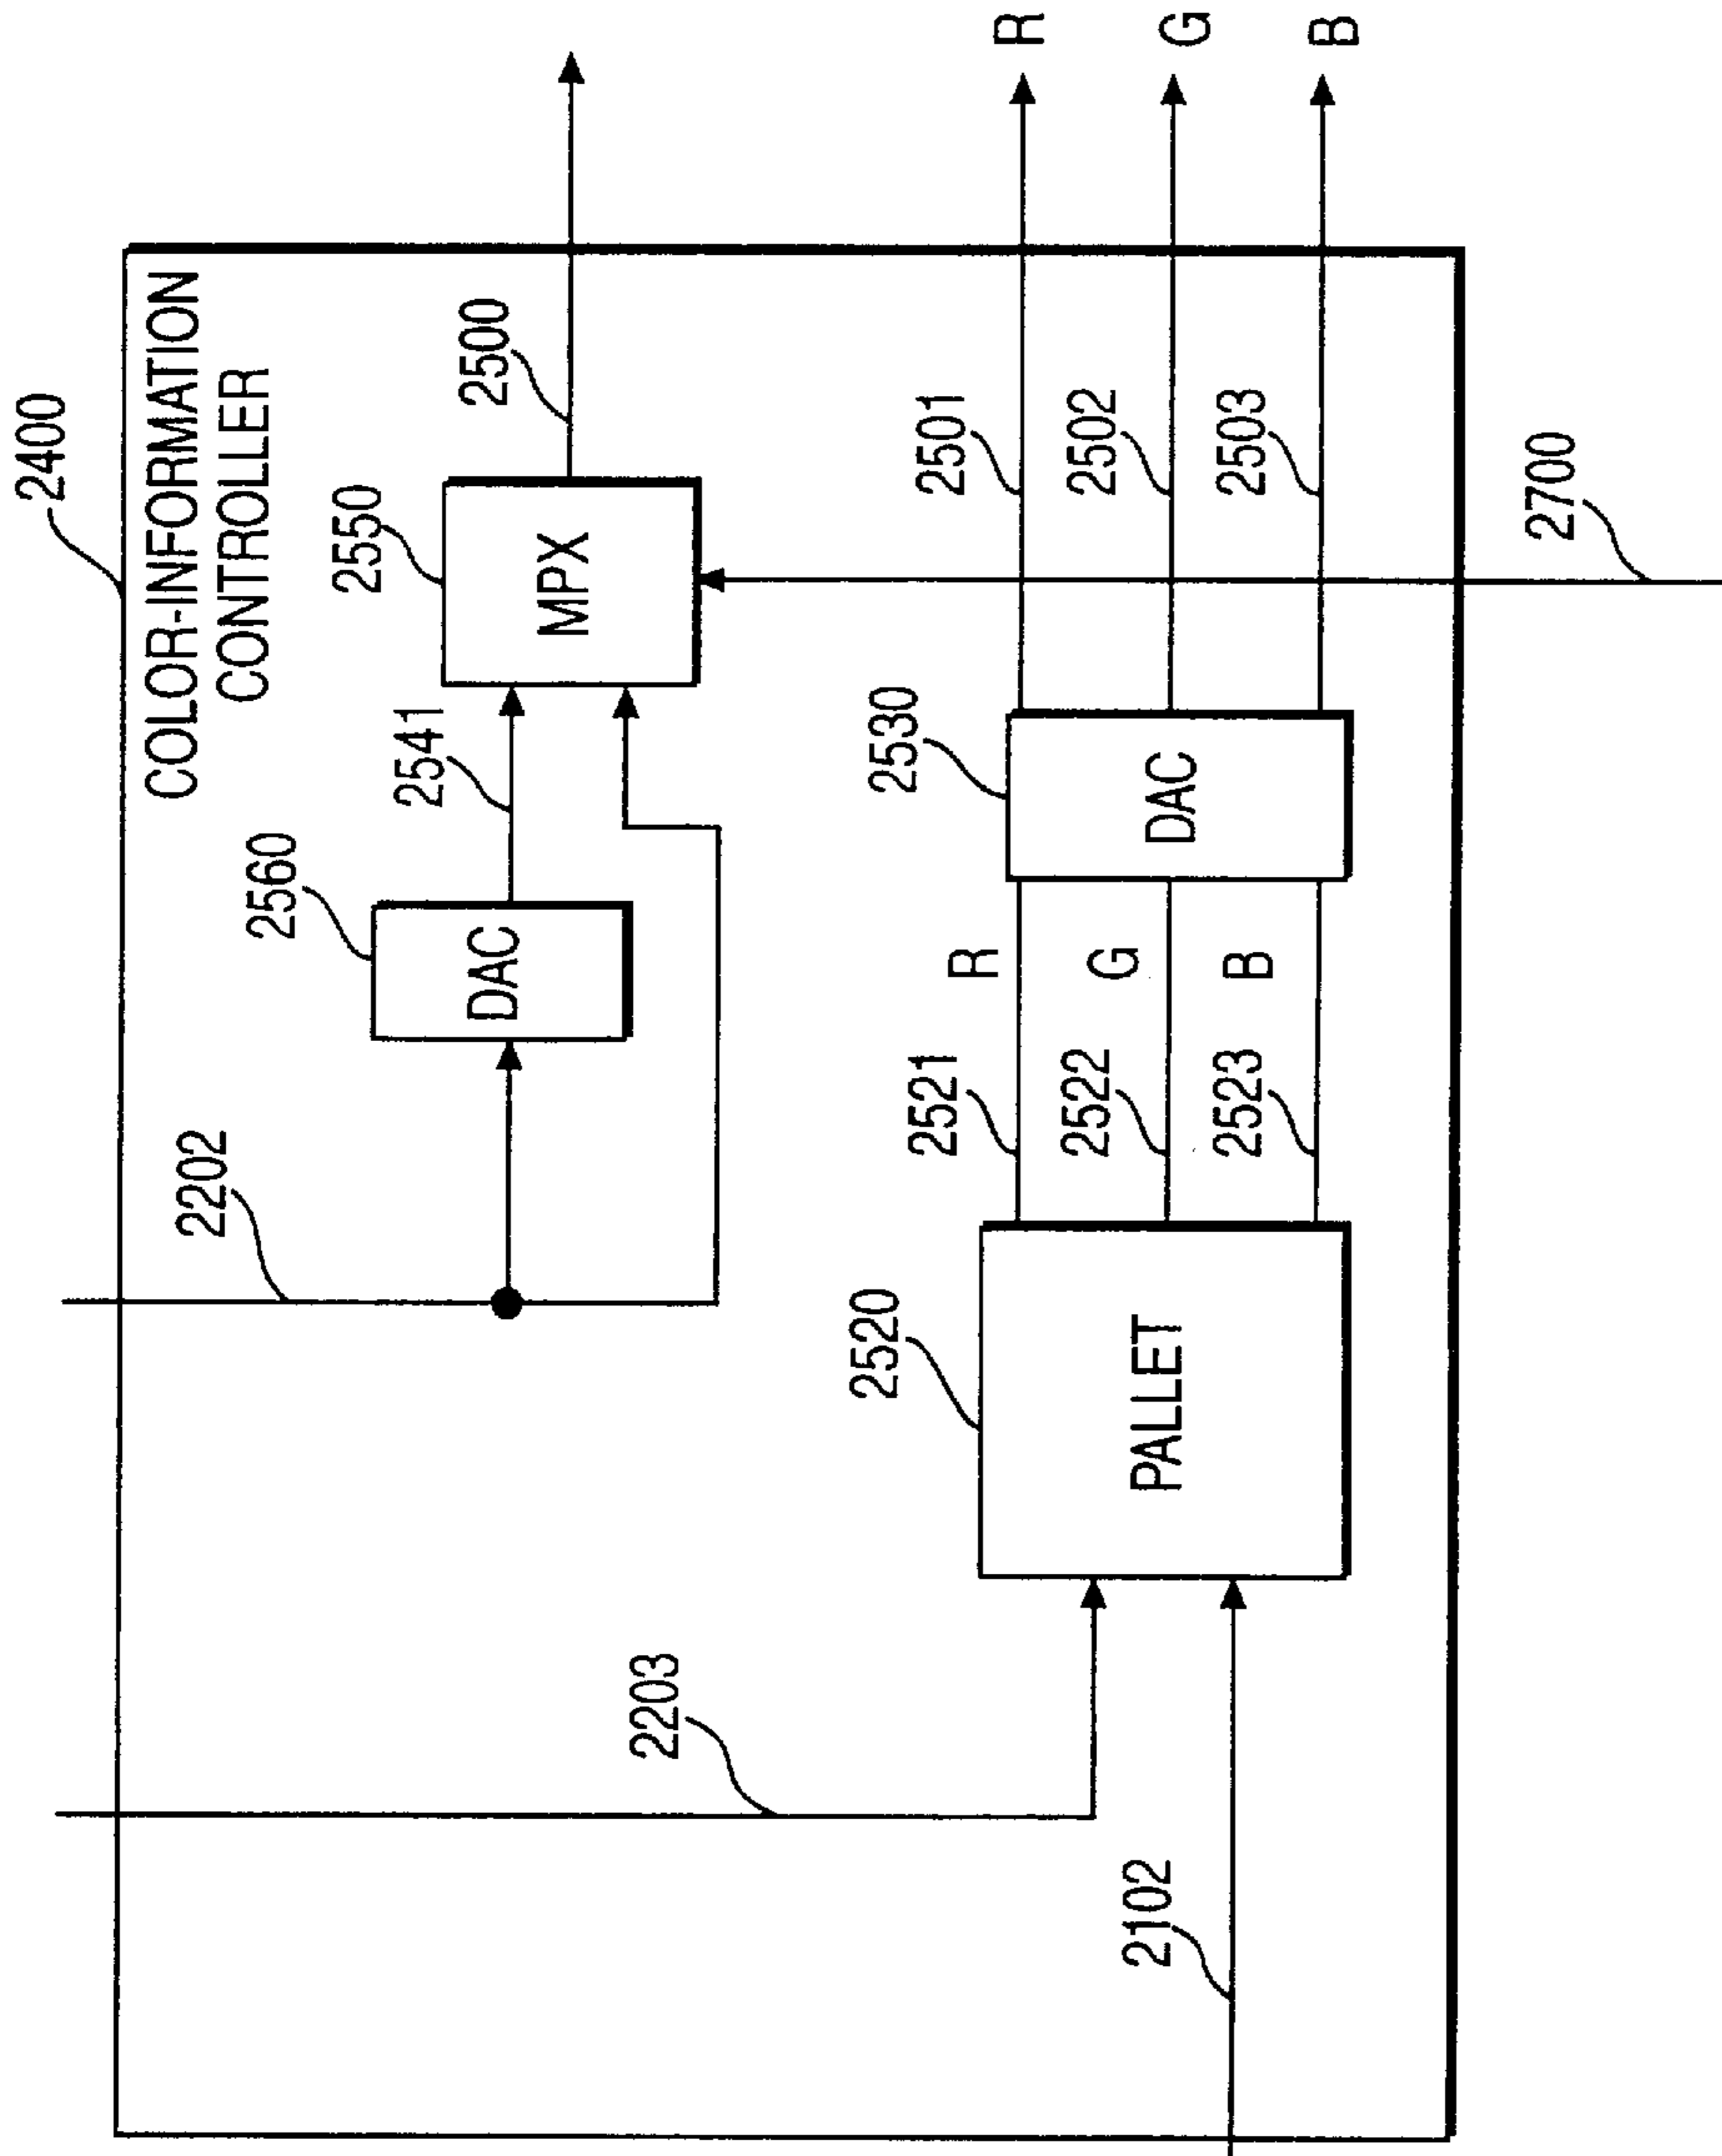 2400
COLOR-INFORMATION
CONTROLLER
2202
2560
2550
2541
2500
DAC
MPX
2203
2520
2530
2521
2501
R
R
2522
2502
G
2102
PALLET
DAC
G
2523
2503
B
B
2700